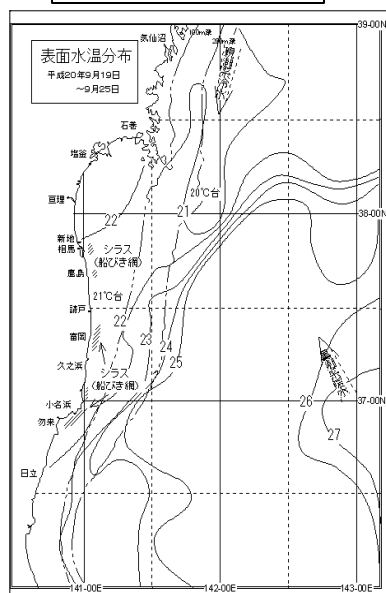 表面水温分布
平成20年9月19日
～9月25日
気仙沼
100m深
200m深
39-00N
石巻
塩釜
亘理
20℃台
22
21
38-00N
新地
相馬
シラス
(船びき網)
鹿島
21℃台
請戸
22
富岡
23
24
久之浜
25
シラス
(船びき網)
小名浜
26
37-00N
勿来
27
日立
141-00E
142-00E
143-00E